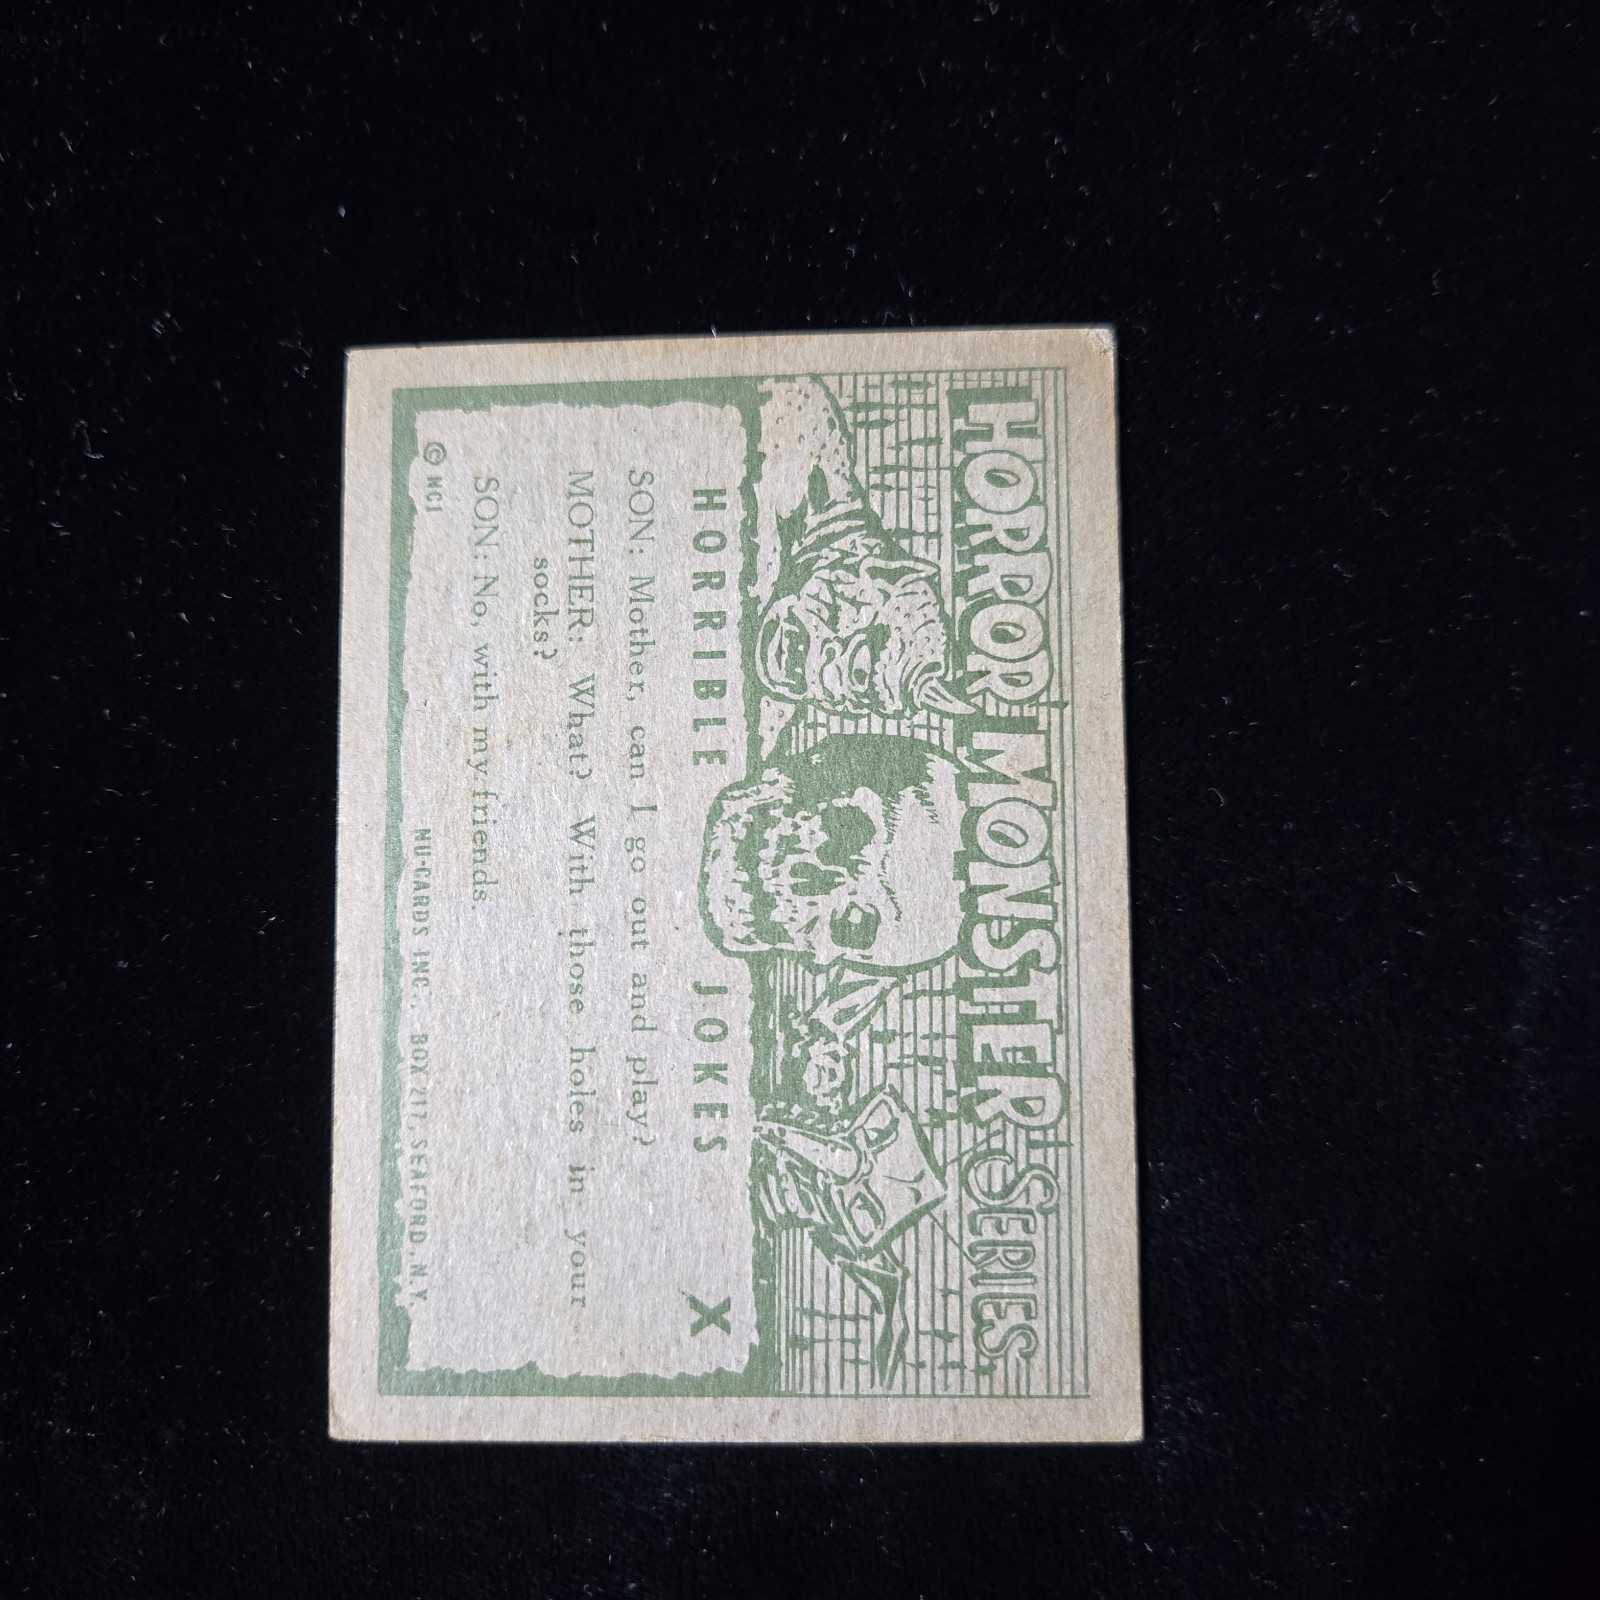 HORROR MONSTER SERIES
HORRIBLE JOKES X
SON: Mother, can I go out and play?
MOTHER: What? With those holes in your
socks?
SON: No, with my friends.
© MCI NU-CARDS INC., BOX 217, SEAFORD, N.Y.